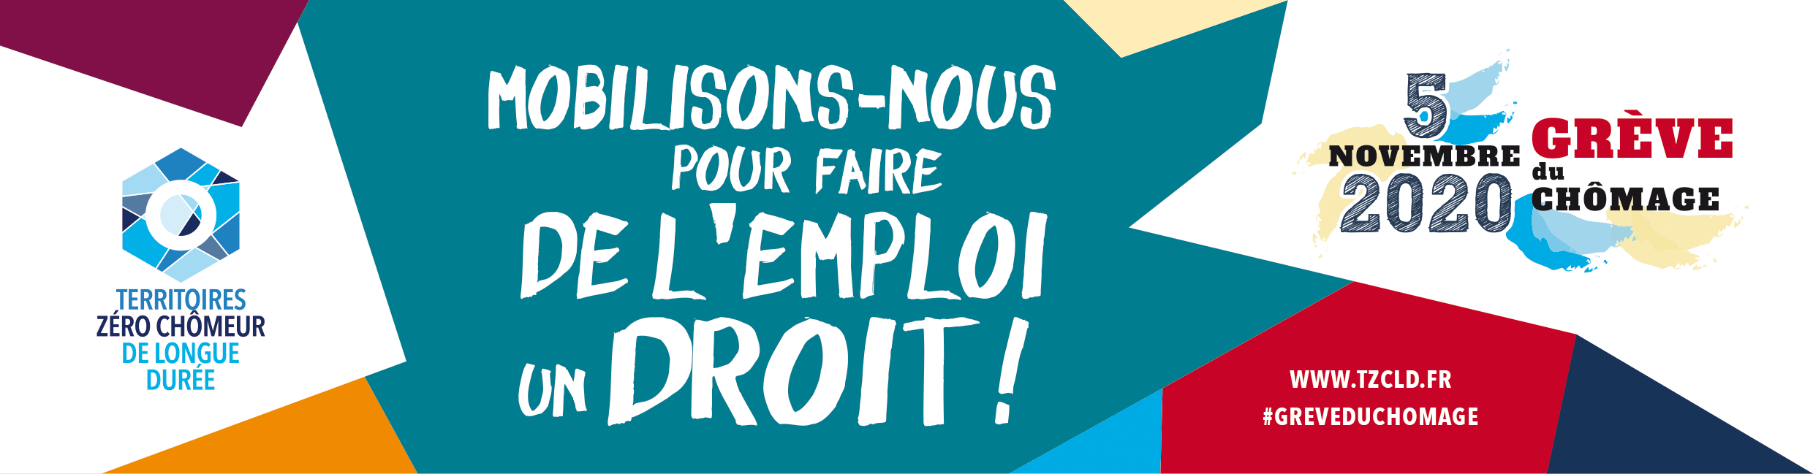 TERRITOIRES
ZÉRO CHÔMEUR
DE LONGUE
DURÉE
MOBILISONS-NOUS
POUR FAIRE
DE L'EMPLOI
UN DROIT !
5
NOVEMBRE
2020
GRÈVE
du
CHÔMAGE
WWW.TZCLD.FR
#GREVEDUCHOMAGE